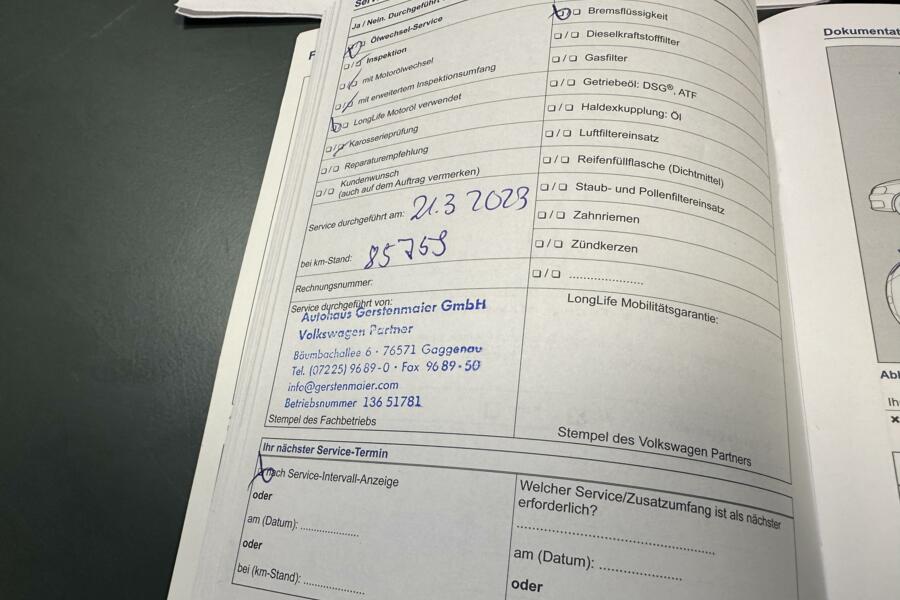 Ja / Nein. Durchgeführt
Ölwechsel-Service
Inspektion
mit Motorölwechsel
mit erweitertem Inspektionsumfang
LongLife Motoröl verwendet
Karosserieprüfung
Reparaturempfehlung
Kundenwunsch
(auch auf dem Auftrag vermerken)
Service durchgeführt am: 21.3 2023
bei km-Stand: 85759
Rechnungsnummer:
Service durchgeführt von:
Autohaus Gerstenmaier GmbH
Volkswagen Partner
Bäumbachallee 6 · 76571 Gaggenau
Tel. (07225) 96 89-0 · Fax 96 89-50
info@gerstenmaier.com
Betriebsnummer 136 51781
Stempel des Fachbetriebs
Bremsflüssigkeit
Dieselkraftstofffilter
Gasfilter
Getriebeöl: DSG®, ATF
Haldexkupplung: Öl
Luftfiltereinsatz
Reifenfüllflasche (Dichtmittel)
Staub- und Pollenfiltereinsatz
Zahnriemen
Zündkerzen
LongLife Mobilitätsgarantie:
Stempel des Volkswagen Partners
Ihr nächster Service-Termin
nach Service-Intervall-Anzeige
oder
am (Datum): ................
oder
bei (km-Stand): ................
Welcher Service/Zusatzumfang ist als nächster
erforderlich?
am (Datum): ................
oder